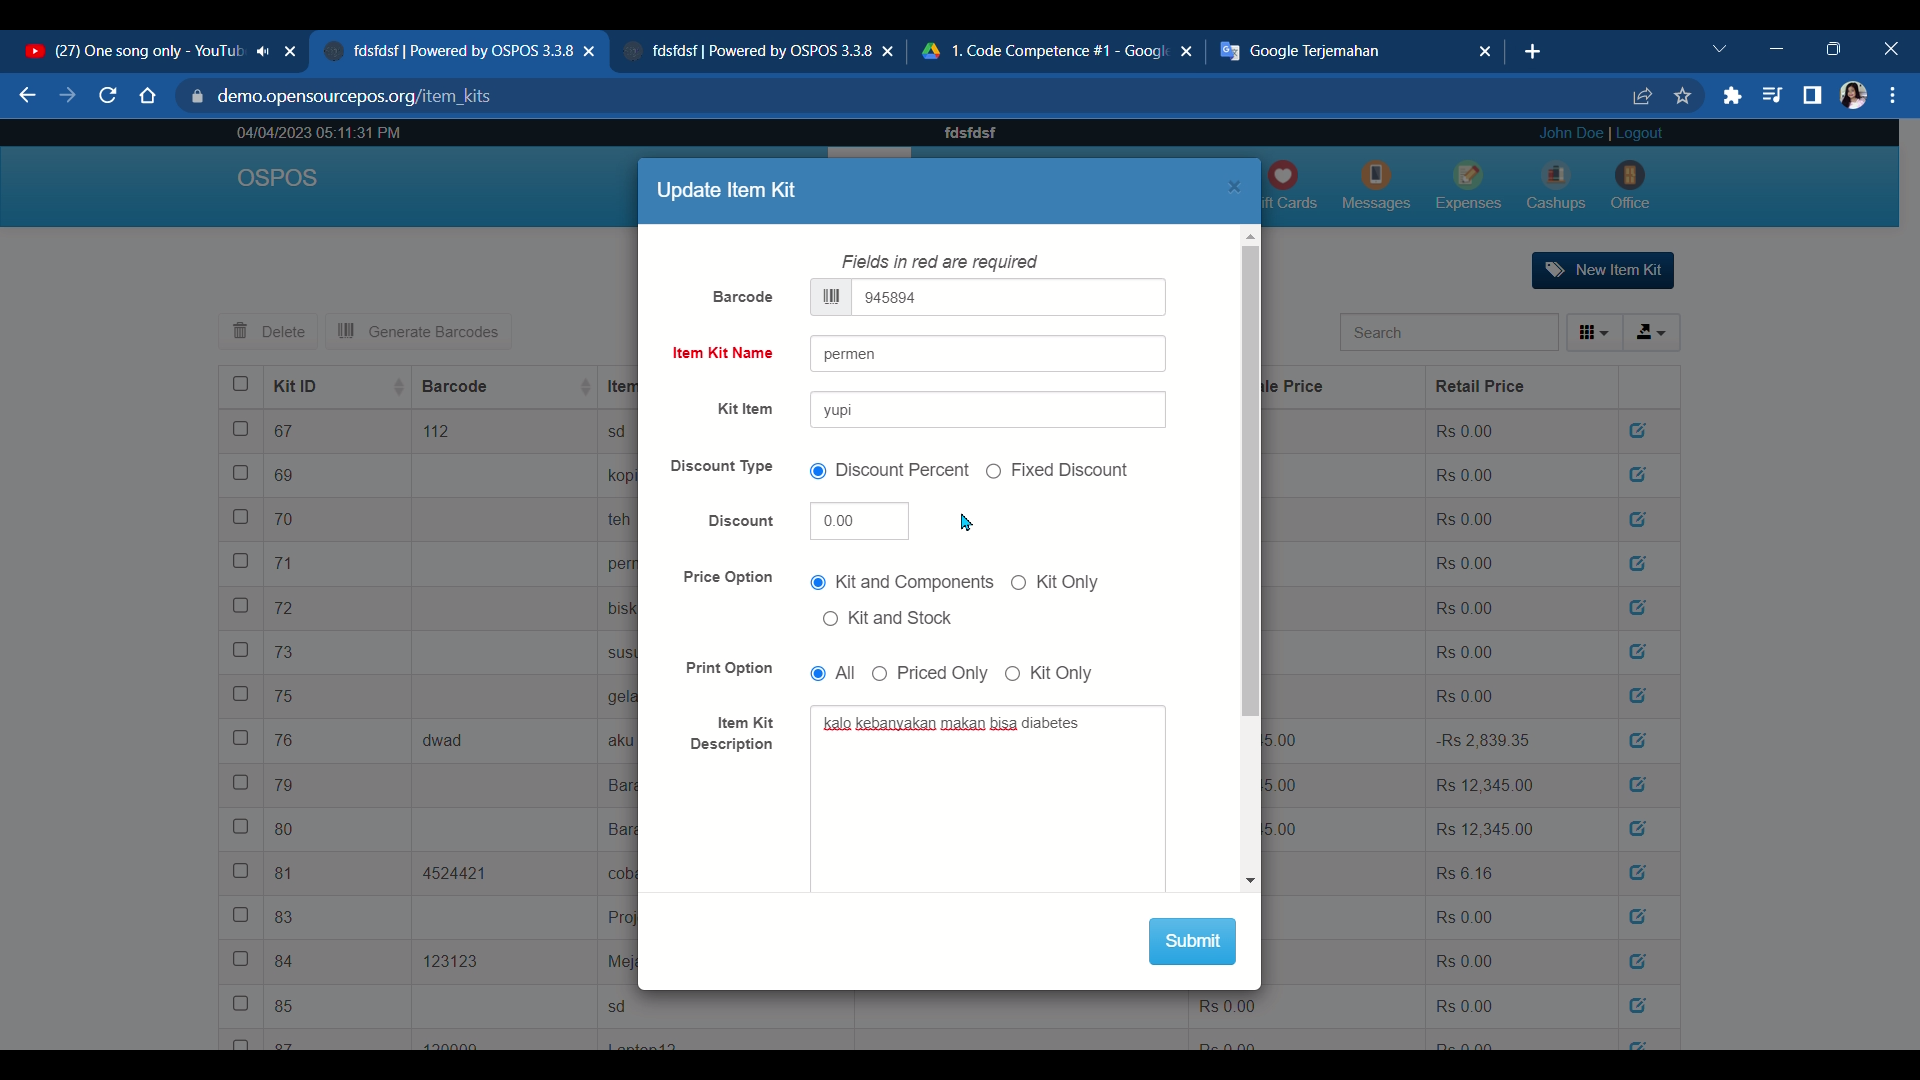 (27) One song only - YouTub
fdsfdsf | Powered by OSPOS 3.3.8
fdsfdsf | Powered by OSPOS 3.3.8
1. Code Competence #1 - Google
Google Terjemahan
demo.opensourcepos.org/item_kits
04/04/2023 05:11:31 PM
fdsfdsf
John Doe | Logout
OSPOS
ift Cards
Messages
Expenses
Cashups
Office
Update Item Kit
New Item Kit
Delete
Generate Barcodes
Search
Fields in red are required
Barcode 945894
Item Kit Name permen
Kit Item yupi
Discount Type Discount Percent Fixed Discount
Discount 0.00
Price Option Kit and Components Kit Only
Kit and Stock
Print Option All Priced Only Kit Only
Item Kit Description kalo kebanyakan makan bisa diabetes
Submit
Kit ID Barcode Item le Price Retail Price
67 112 sd Rs 0.00
69 kopi Rs 0.00
70 teh Rs 0.00
71 perm Rs 0.00
72 bisk Rs 0.00
73 susu Rs 0.00
75 gela Rs 0.00
76 dwad aku 5.00 -Rs 2,839.35
79 Bara 5.00 Rs 12,345.00
80 Bara 5.00 Rs 12,345.00
81 4524421 coba Rs 6.16
83 Proj Rs 0.00
84 123123 Meja Rs 0.00
85 sd Rs 0.00 Rs 0.00
87 120009 Laptop12 Rs 0.00 Rs 0.00